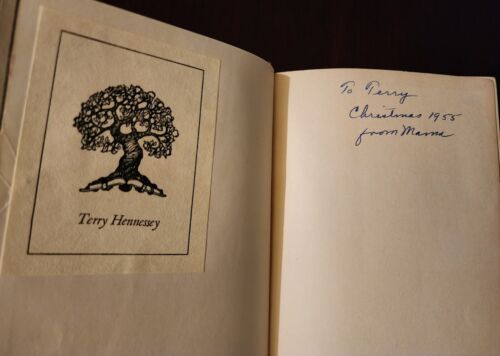 Terry Hennessey
To Terry
Christmas 1955
from Mama